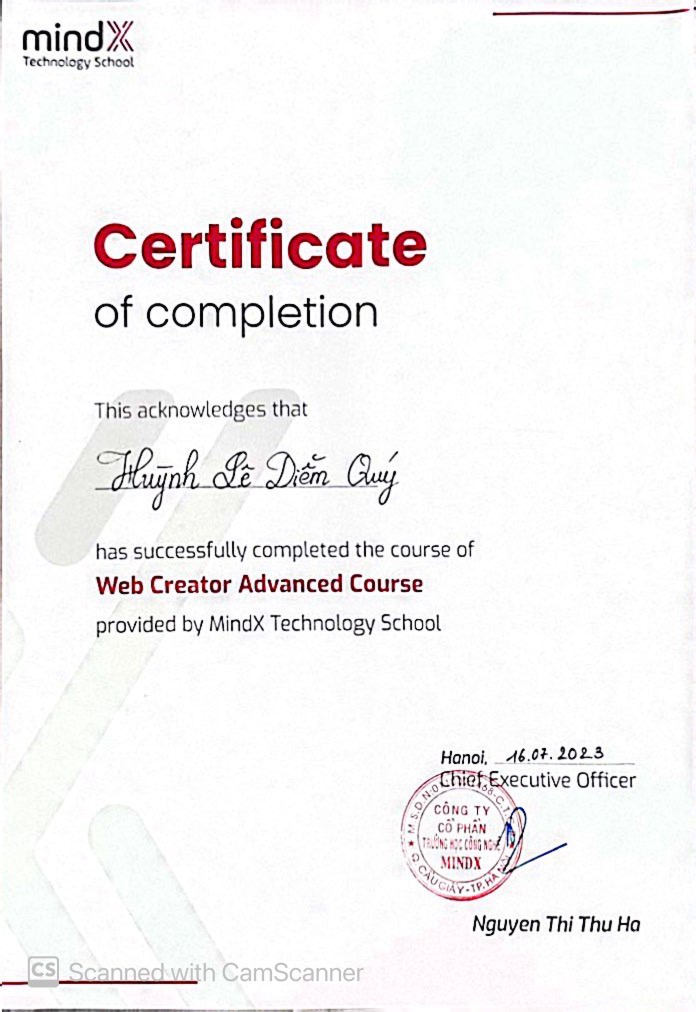 mindX
Technology School
Certificate
of completion
This acknowledges that
Huỳnh Lê Diễm Quý
has successfully completed the course of
Web Creator Advanced Course
provided by MindX Technology School
Hanoi, 16.07.2023
Chief Executive Officer
CÔNG TY
CỔ PHẦN
TRƯỜNG HỌC CÔNG NGHỆ
MINDX
Q.CẦU GIẤY-TP.HÀ NỘI
Nguyen Thi Thu Ha
CS Scanned with CamScanner